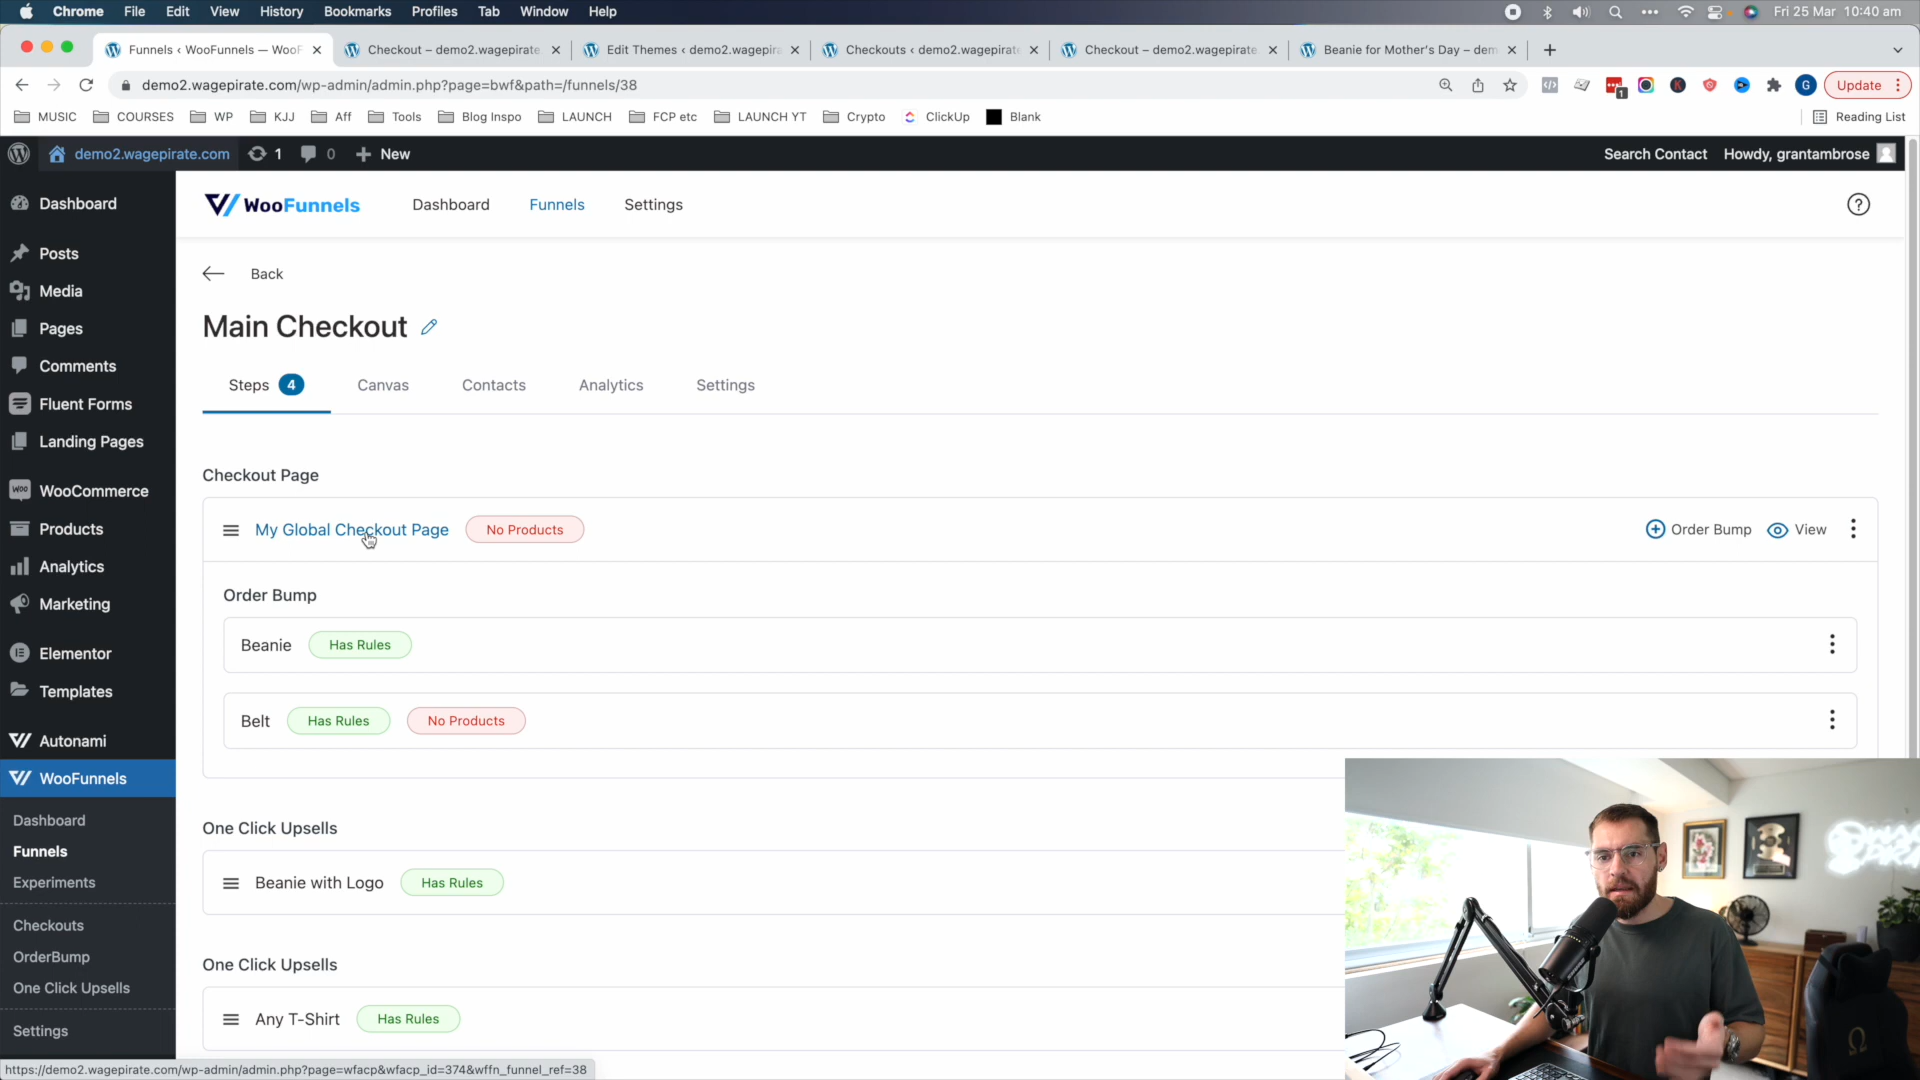 Chrome File Edit View History Bookmarks Profiles Tab Window Help
Fri 25 Mar 10:40 am
Funnels ‹ WooFunnels — WooF
Checkout – demo2.wagepirate
Edit Themes ‹ demo2.wagepira
Checkouts ‹ demo2.wagepirate
Checkout – demo2.wagepirate
Beanie for Mother's Day – dem
demo2.wagepirate.com/wp-admin/admin.php?page=bwf&path=/funnels/38
1
K
G
Update
MUSIC COURSES WP KJJ Aff Tools Blog Inspo LAUNCH FCP etc LAUNCH YT Crypto ClickUp Blank
Reading List
demo2.wagepirate.com 1 0 New
Search Contact Howdy, grantambrose
Dashboard
Posts
Media
Pages
Comments
Fluent Forms
Landing Pages
Woo WooCommerce
Products
Analytics
Marketing
Elementor
Templates
Autonami
WooFunnels
Dashboard
Funnels
Experiments
Checkouts
OrderBump
One Click Upsells
Settings
WooFunnels
Dashboard Funnels Settings
?
Back
Main Checkout
Steps 4 Canvas Contacts Analytics Settings
Checkout Page
My Global Checkout Page No Products
Order Bump View
Order Bump
Beanie Has Rules
Belt Has Rules No Products
One Click Upsells
Beanie with Logo Has Rules
One Click Upsells
Any T-Shirt Has Rules
https://demo2.wagepirate.com/wp-admin/admin.php?page=wfacp&wfacp_id=374&wffn_funnel_ref=38